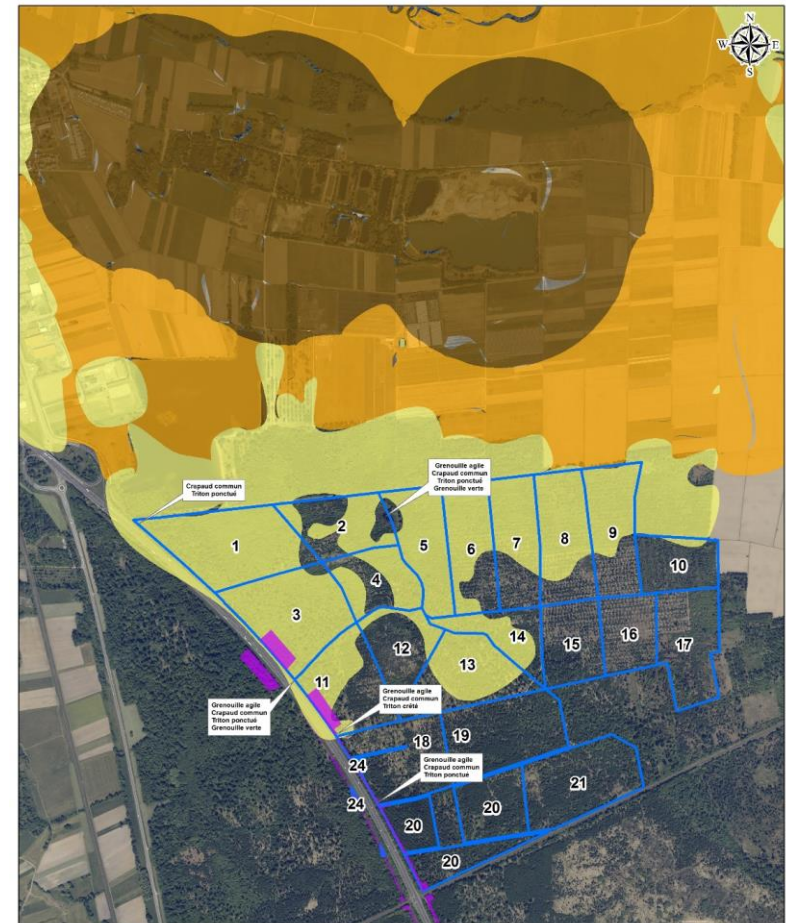 N
W E
S
Grenouille agile
Crapaud commun
Triton ponctué
Grenouille verte
Crapaud commun
Triton ponctué
1
2
5
6
7
8
9
10
3
4
12
13
14
15
16
17
11
Grenouille agile
Crapaud commun
Triton ponctué
Grenouille verte
Grenouille agile
Crapaud commun
Triton crêté
18
19
24
Grenouille agile
Crapaud commun
Triton ponctué
24
20
20
21
20